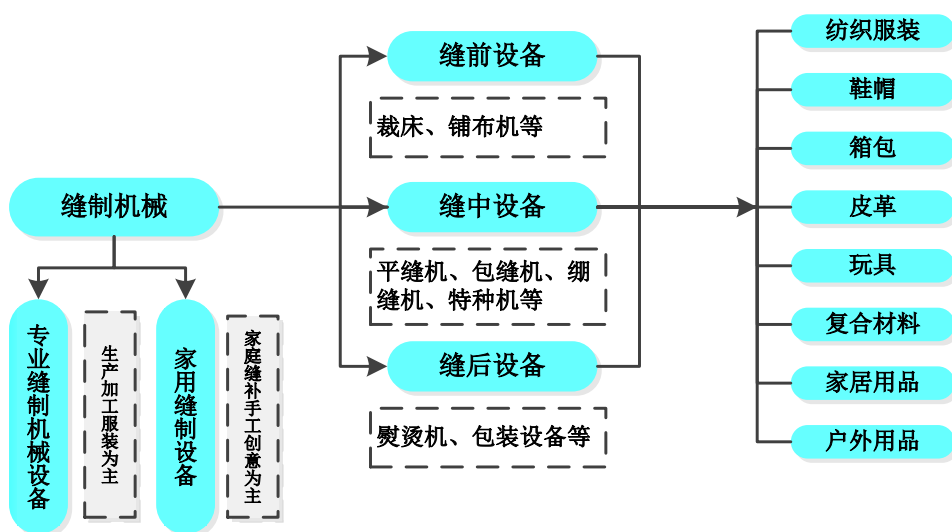 缝制机械
专业缝制机械设备
生产加工服装为主
家用缝制设备
家庭缝补手工创意为主
缝前设备
裁床、铺布机等
缝中设备
平缝机、包缝机、绷
缝机、特种机等
缝后设备
熨烫机、包装设备等
纺织服装
鞋帽
箱包
皮革
玩具
复合材料
家居用品
户外用品